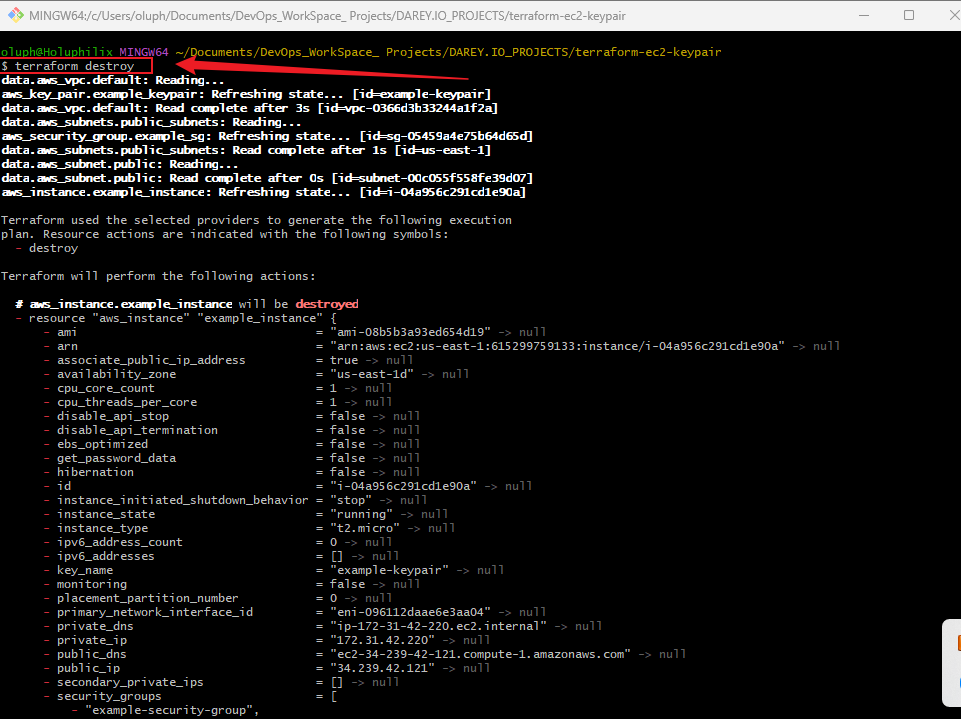 MINGW64:/c/Users/oluph/Documents/DevOps_WorkSpace_ Projects/DAREY.IO_PROJECTS/terraform-ec2-keypair
oluph@Holuphilix MINGW64 ~/Documents/DevOps_WorkSpace_ Projects/DAREY.IO_PROJECTS/terraform-ec2-keypair
$ terraform destroy
data.aws_vpc.default: Reading...
aws_key_pair.example_keypair: Refreshing state... [id=example-keypair]
data.aws_vpc.default: Read complete after 3s [id=vpc-0366d3b33244a1f2a]
data.aws_subnets.public_subnets: Reading...
aws_security_group.example_sg: Refreshing state... [id=sg-05459a4e75b64d65d]
data.aws_subnets.public_subnets: Read complete after 1s [id=us-east-1]
data.aws_subnet.public: Reading...
data.aws_subnet.public: Read complete after 0s [id=subnet-00c055f558fe39d07]
aws_instance.example_instance: Refreshing state... [id=i-04a956c291cd1e90a]
Terraform used the selected providers to generate the following execution
plan. Resource actions are indicated with the following symbols:
  - destroy
Terraform will perform the following actions:
  # aws_instance.example_instance will be destroyed
  - resource "aws_instance" "example_instance" {
      - ami                                  = "ami-08b5b3a93ed654d19" -> null
      - arn                                  = "arn:aws:ec2:us-east-1:615299759133:instance/i-04a956c291cd1e90a" -> null
      - associate_public_ip_address          = true -> null
      - availability_zone                    = "us-east-1d" -> null
      - cpu_core_count                       = 1 -> null
      - cpu_threads_per_core                 = 1 -> null
      - disable_api_stop                     = false -> null
      - disable_api_termination              = false -> null
      - ebs_optimized                        = false -> null
      - get_password_data                    = false -> null
      - hibernation                          = false -> null
      - id                                   = "i-04a956c291cd1e90a" -> null
      - instance_initiated_shutdown_behavior = "stop" -> null
      - instance_state                       = "running" -> null
      - instance_type                        = "t2.micro" -> null
      - ipv6_address_count                   = 0 -> null
      - ipv6_addresses                       = [] -> null
      - key_name                             = "example-keypair" -> null
      - monitoring                           = false -> null
      - placement_partition_number           = 0 -> null
      - primary_network_interface_id         = "eni-096112daae6e3aa04" -> null
      - private_dns                          = "ip-172-31-42-220.ec2.internal" -> null
      - private_ip                           = "172.31.42.220" -> null
      - public_dns                           = "ec2-34-239-42-121.compute-1.amazonaws.com" -> null
      - public_ip                            = "34.239.42.121" -> null
      - secondary_private_ips                = [] -> null
      - security_groups                      = [
          - "example-security-group",